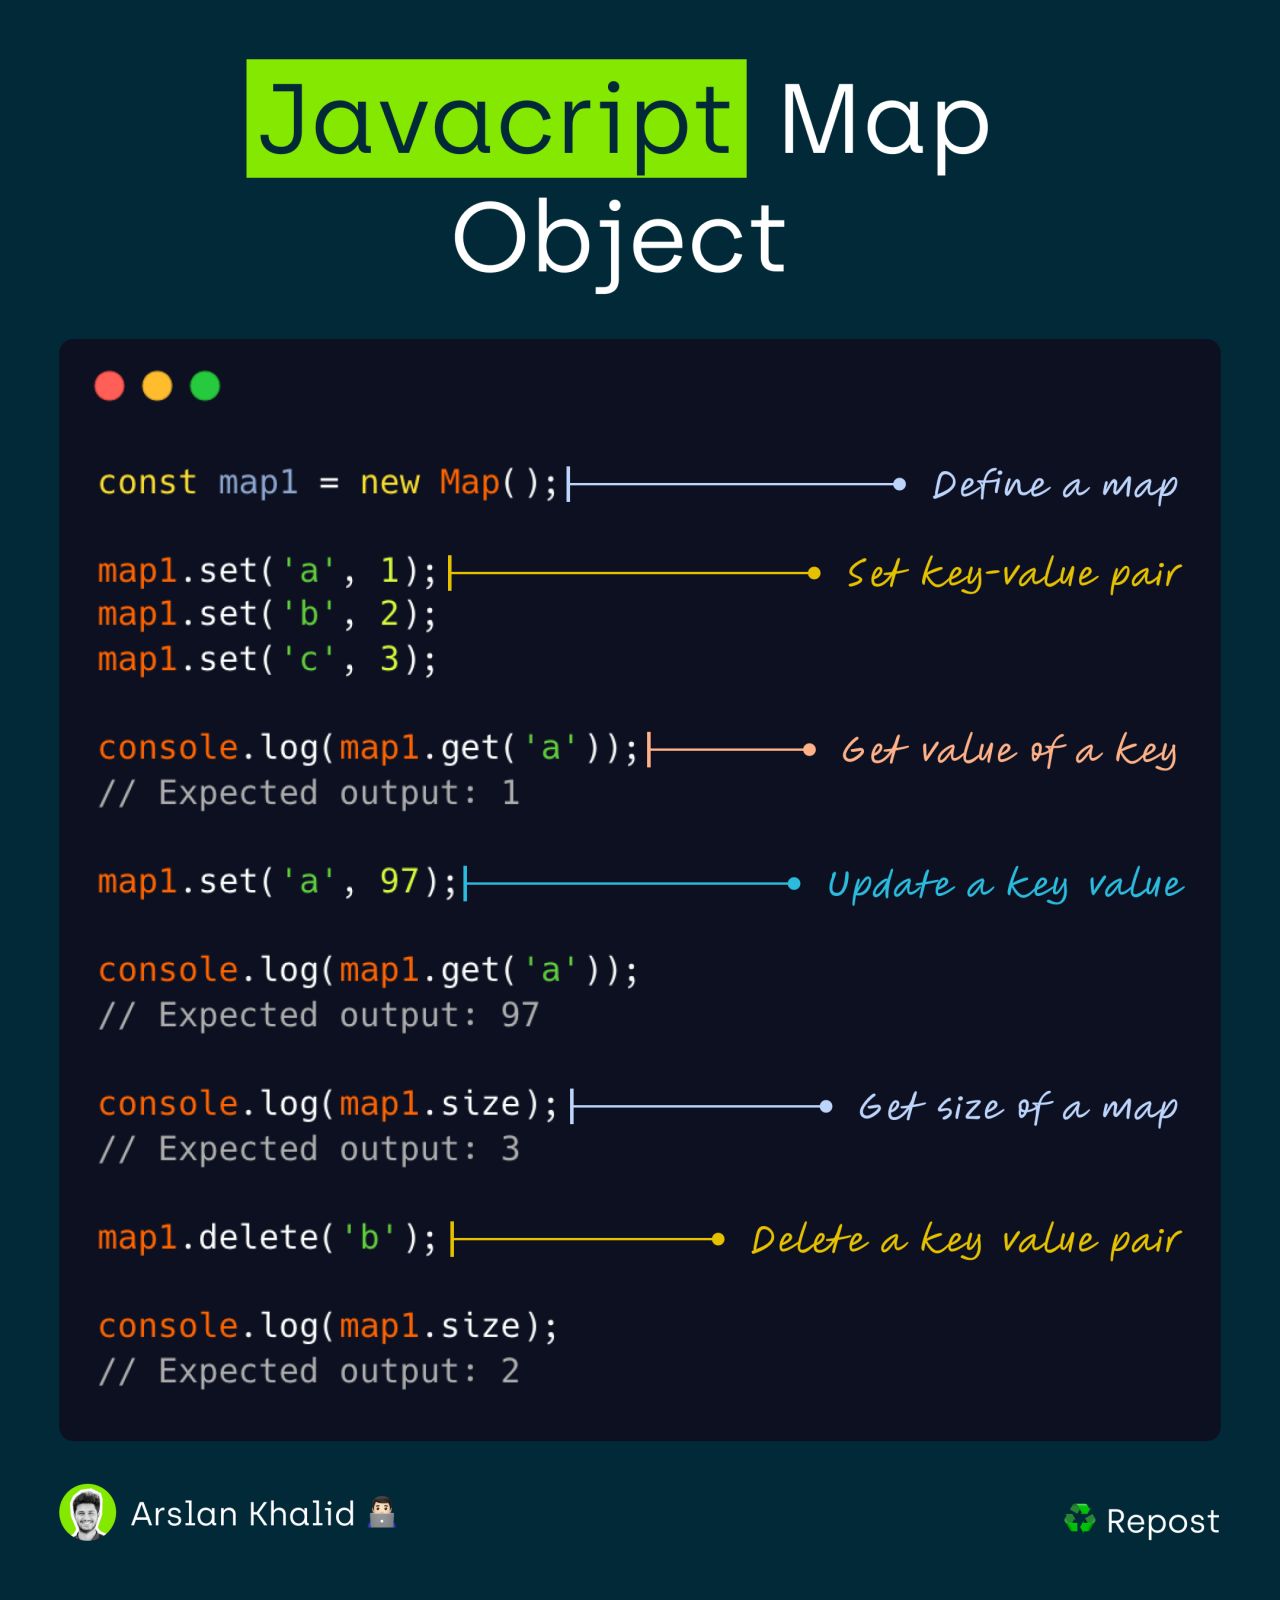 Javacript Map
Object
const map1 = new Map(); Define a map
map1.set('a', 1); Set key-value pair
map1.set('b', 2);
map1.set('c', 3);
console.log(map1.get('a')); Get value of a key
// Expected output: 1
map1.set('a', 97); Update a key value
console.log(map1.get('a'));
// Expected output: 97
console.log(map1.size); Get size of a map
// Expected output: 3
map1.delete('b'); Delete a key value pair
console.log(map1.size);
// Expected output: 2
Arslan Khalid
Repost